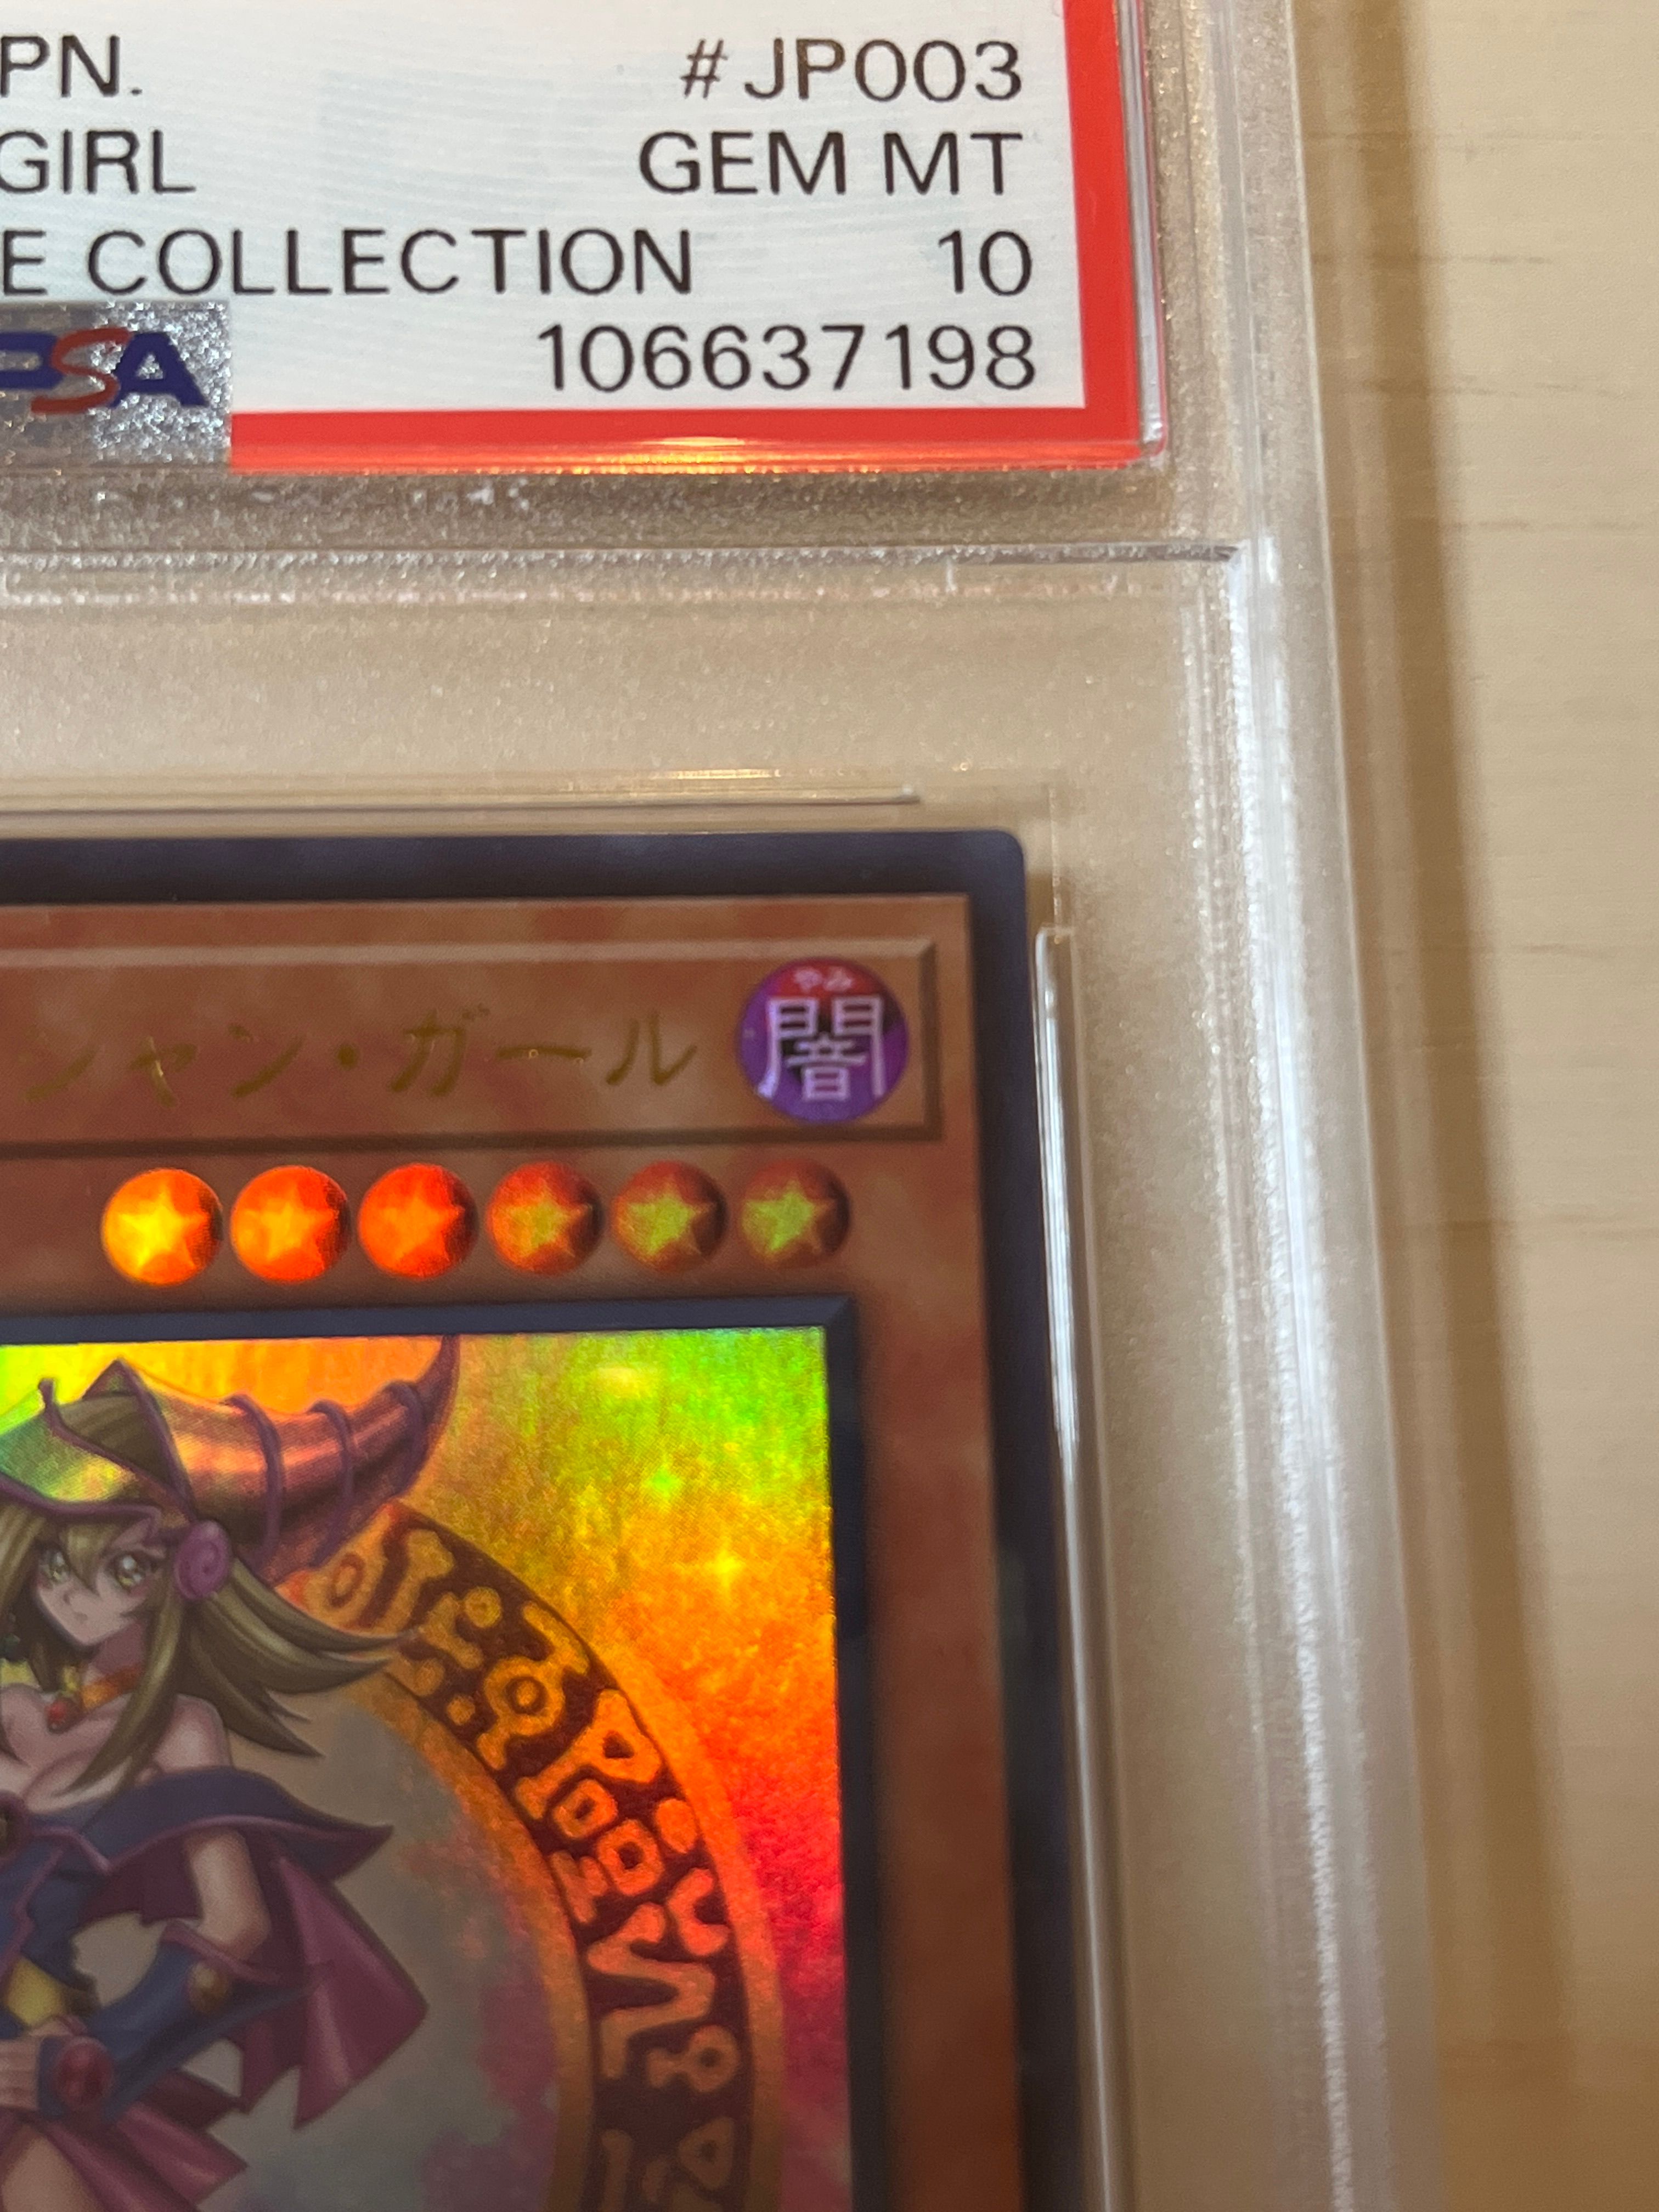 PN. #JP003
GIRL GEM MT
E COLLECTION 10
PSA 106637198
シャン・ガール
やみ
闇